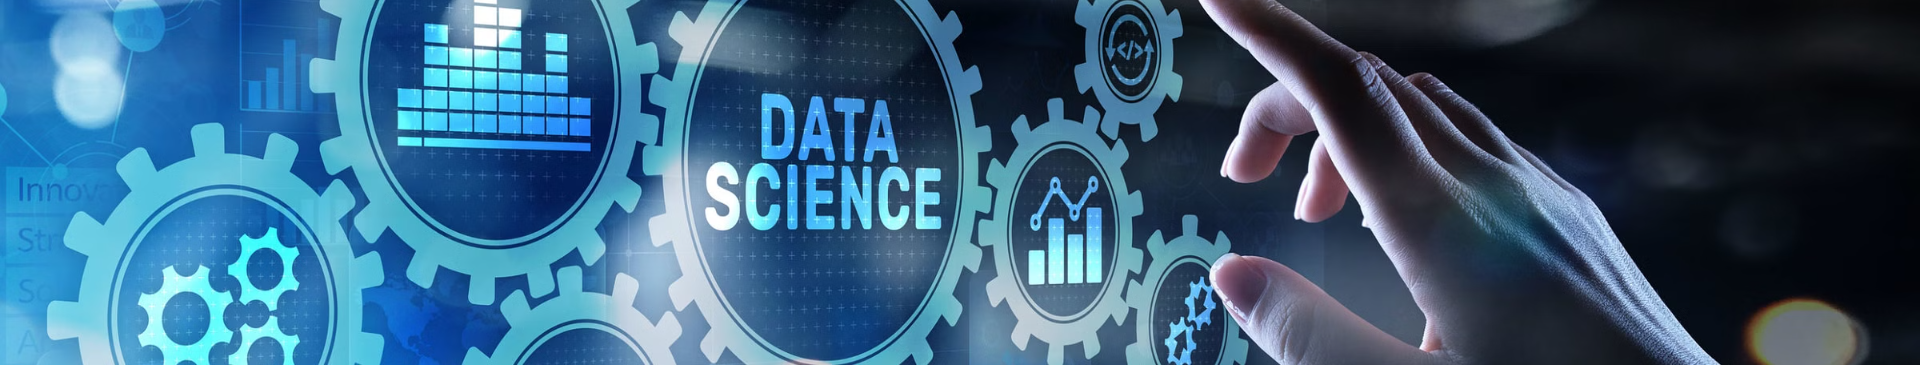 DATA
SCIENCE
</>